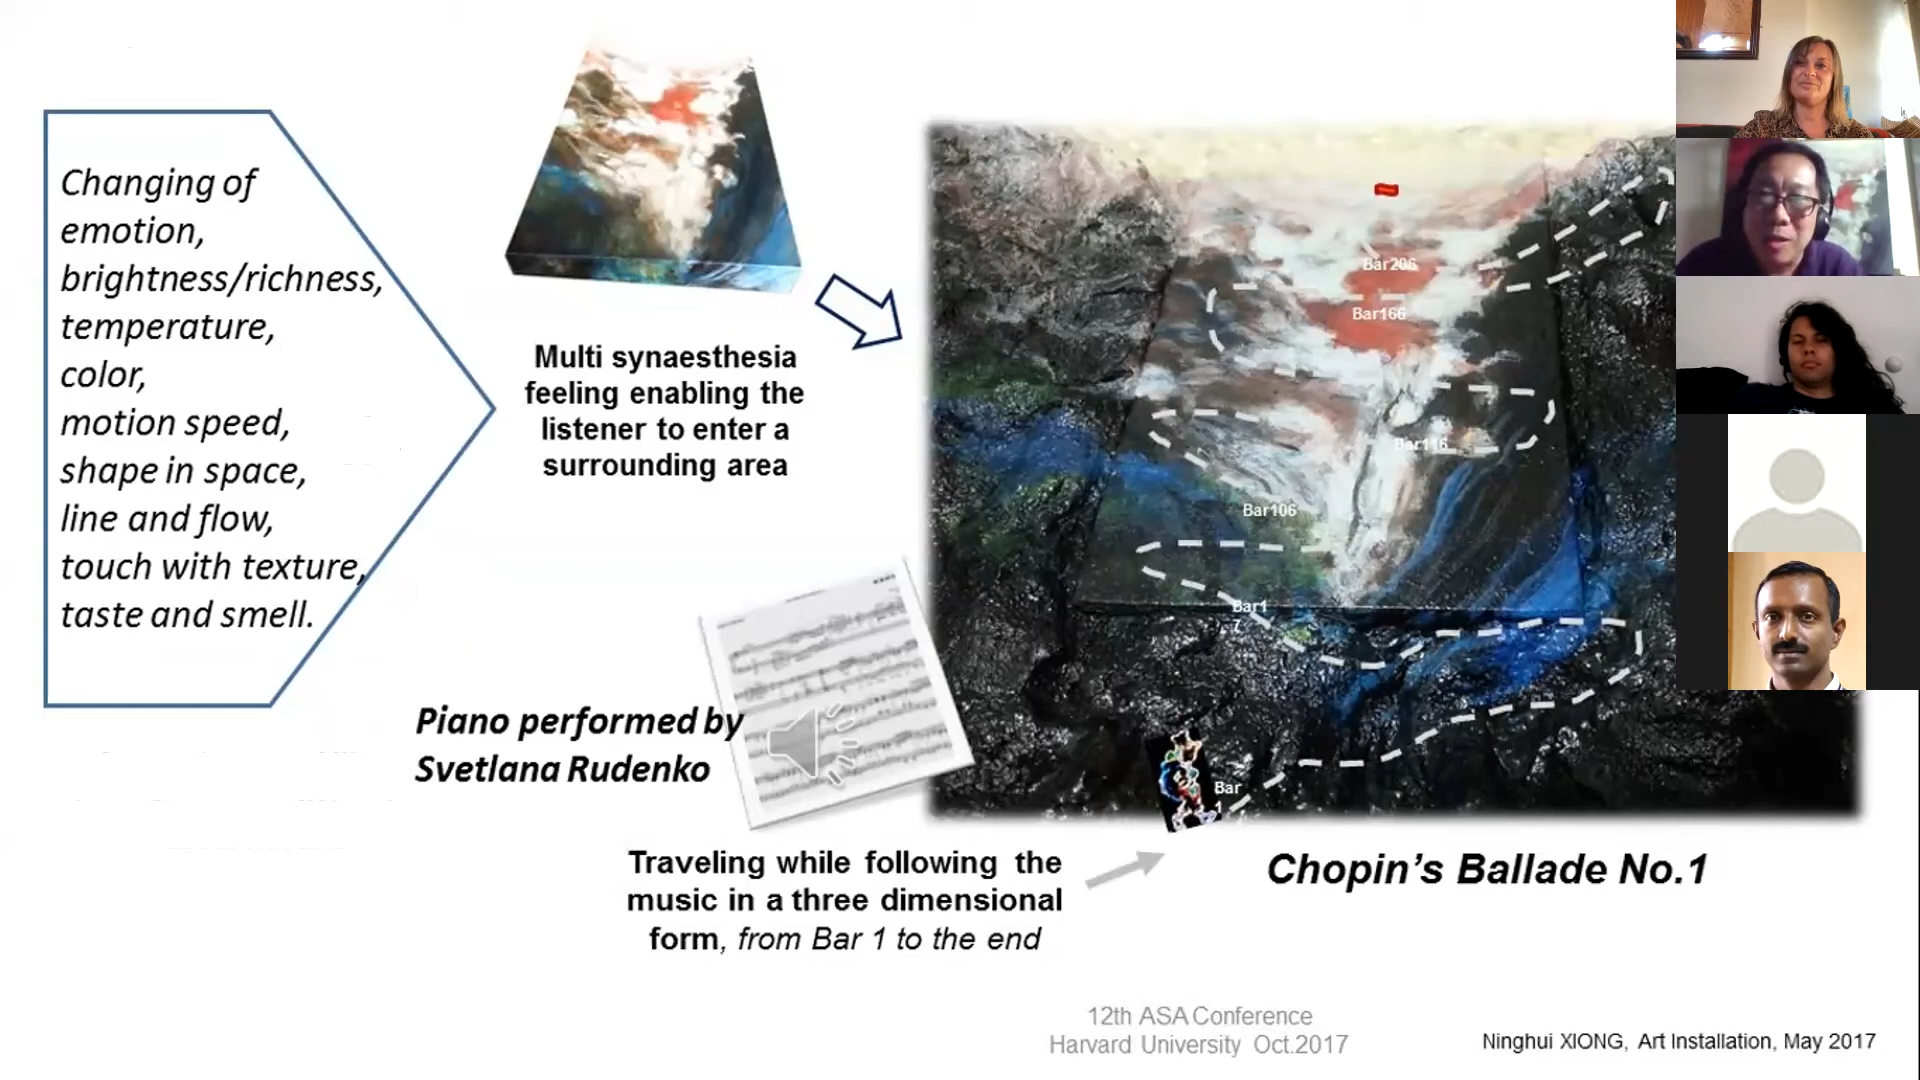 Changing of
emotion,
brightness/richness,
temperature,
color,
motion speed,
shape in space,
line and flow,
touch with texture,
taste and smell.
Multi synaesthesia
feeling enabling the
listener to enter a
surrounding area
Piano performed by
Svetlana Rudenko
Traveling while following the
music in a three dimensional
form, from Bar 1 to the end
Bar206
Bar166
Bar116
Bar106
Bar1
7
Bar
1
Chopin’s Ballade No.1
12th ASA Conference
Harvard University Oct.2017
Ninghui XIONG, Art Installation, May 2017